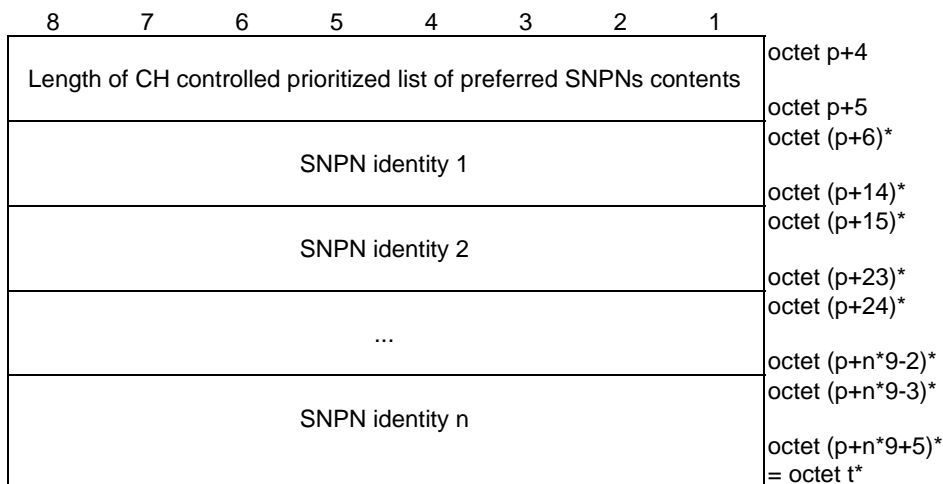 8 7 6 5 4 3 2 1
octet p+4
Length of CH controlled prioritized list of preferred SNPNs contents
octet p+5
octet (p+6)*
SNPN identity 1
octet (p+14)*
octet (p+15)*
SNPN identity 2
octet (p+23)*
octet (p+24)*
...
octet (p+n*9-2)*
octet (p+n*9-3)*
SNPN identity n
octet (p+n*9+5)*
= octet t*